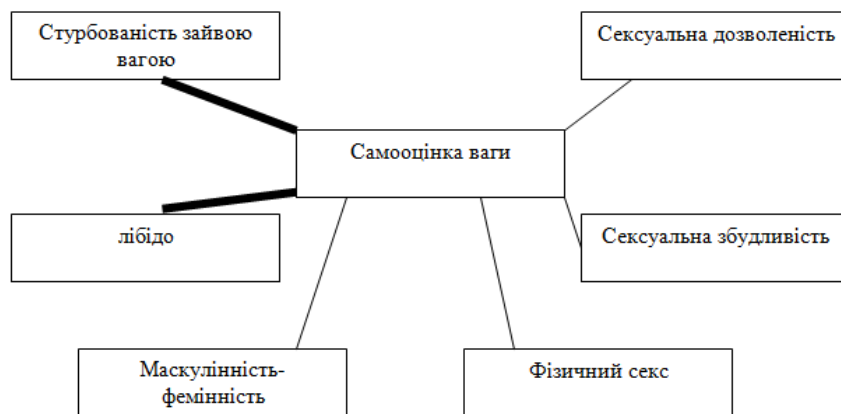 Стурбованість зайвою
вагою
Сексуальна дозволеність
Самооцінка ваги
лібідо
Сексуальна збудливість
Маскулінність-
фемінність
Фізичний секс